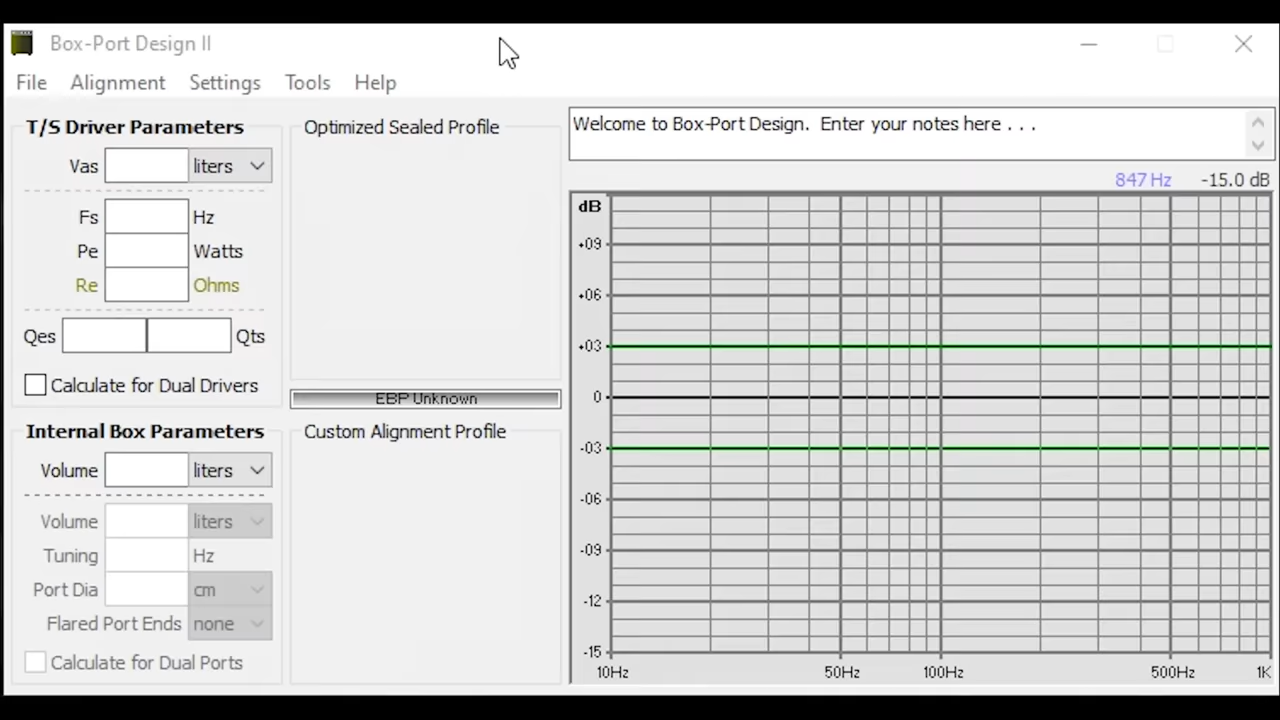 Box-Port Design II
File Alignment Settings Tools Help
T/S Driver Parameters
Vas liters
Fs Hz
Pe Watts
Re Ohms
Qes Qts
Calculate for Dual Drivers
Internal Box Parameters
Volume liters
Volume liters
Tuning Hz
Port Dia cm
Flared Port Ends none
Calculate for Dual Ports
Optimized Sealed Profile
EBP Unknown
Custom Alignment Profile
Welcome to Box-Port Design. Enter your notes here . . .
847 Hz -15.0 dB
dB
+09
+06
+03
0
-03
-06
-09
-12
-15
10Hz 50Hz 100Hz 500Hz 1K